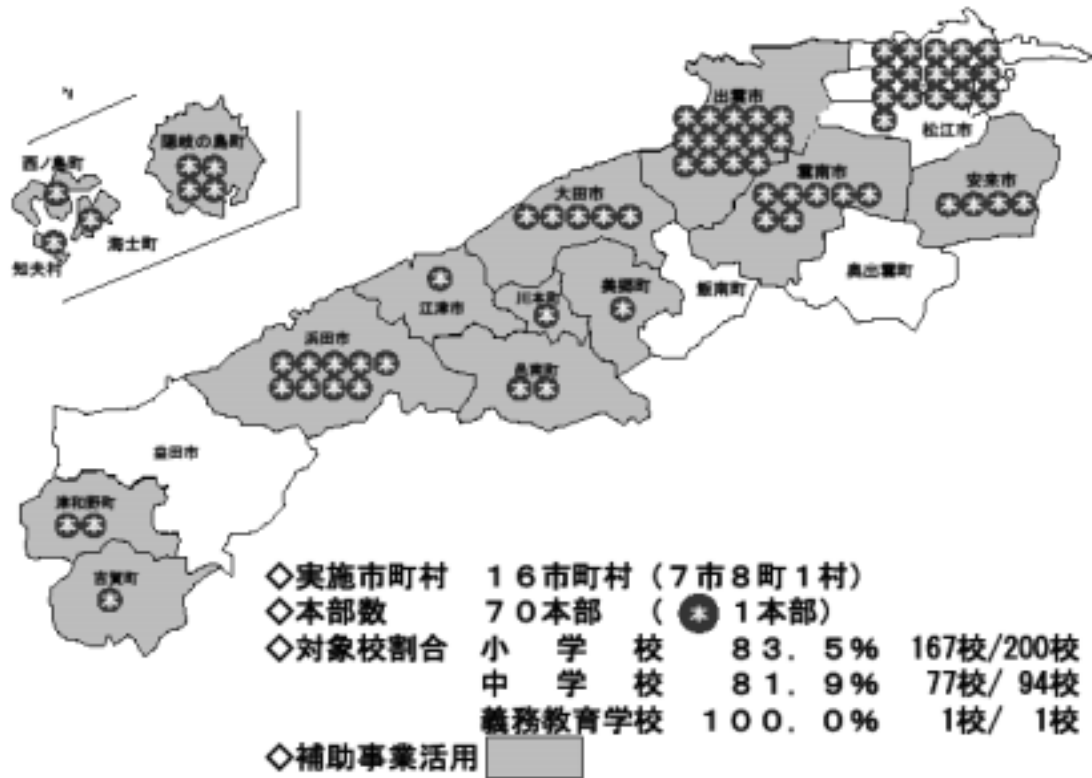 出雲市
松江市
隠岐の島町
西ノ島町
海士町
知夫村
大田市
雲南市
安来市
奥出雲町
飯南町
美郷町
川本町
江津市
浜田市
邑南町
益田市
津和野町
吉賀町
木
◇実施市町村 16市町村(7市8町1村)
◇本部数 70本部 (木 1本部)
◇対象校割合 小学校 83.5% 167校/200校
中学校 81.9% 77校/ 94校
義務教育学校 100.0% 1校/ 1校
◇補助事業活用